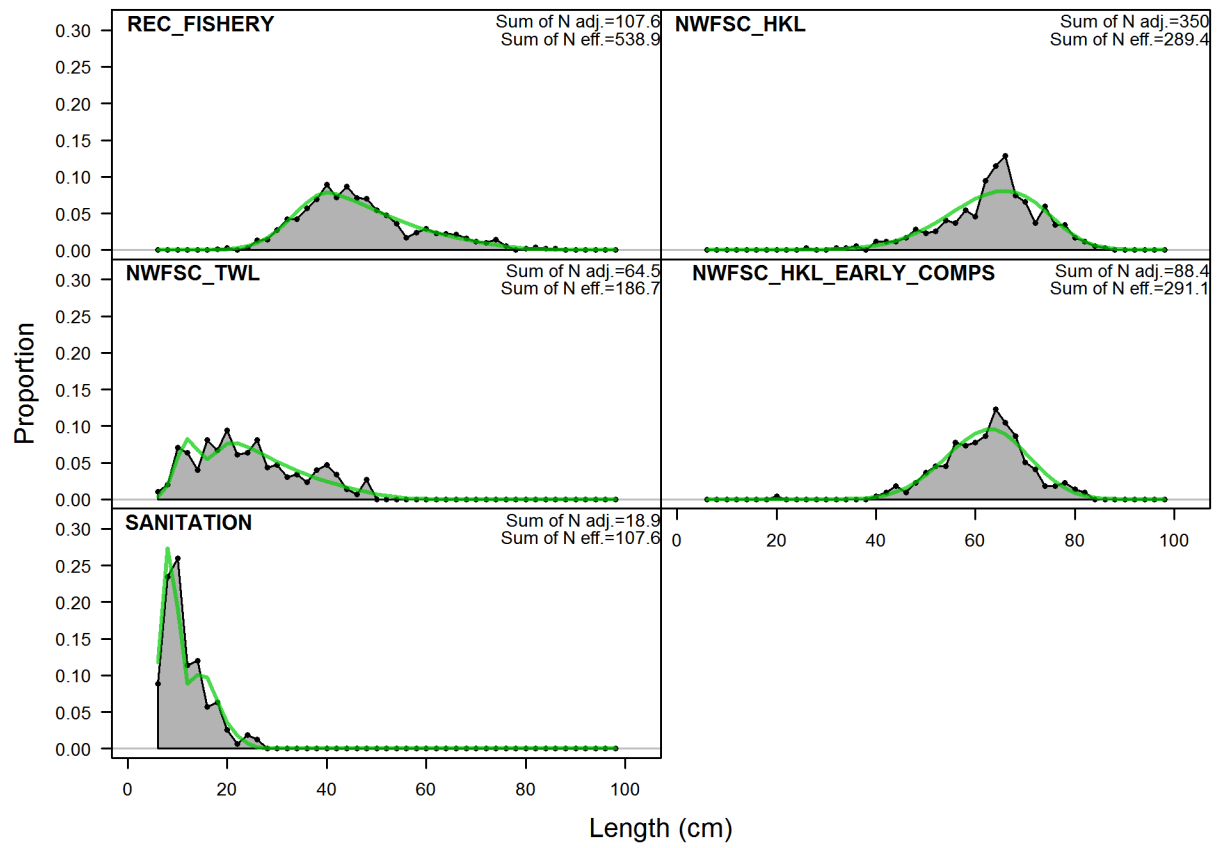 REC_FISHERY
Sum of N adj.=107.6
Sum of N eff.=538.9
NWFSC_HKL
Sum of N adj.=350
Sum of N eff.=289.4
0.30
0.25
0.20
0.15
0.10
0.05
0.00
NWFSC_TWL
Sum of N adj.=64.5
Sum of N eff.=186.7
NWFSC_HKL_EARLY_COMPS
Sum of N adj.=88.4
Sum of N eff.=291.1
0.30
0.25
0.20
0.15
0.10
0.05
0.00
0 20 40 60 80 100
SANITATION
Sum of N adj.=18.9
Sum of N eff.=107.6
0.30
0.25
0.20
0.15
0.10
0.05
0.00
0 20 40 60 80 100
Proportion
Length (cm)